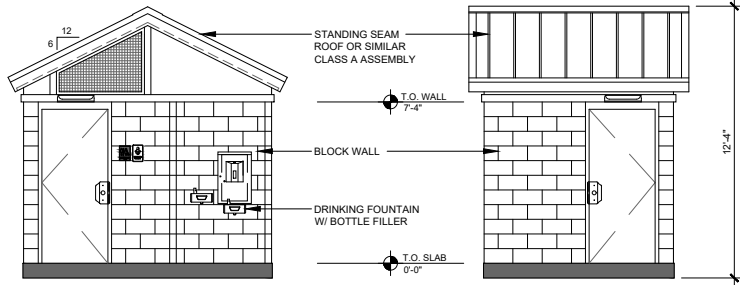 12
6
STANDING SEAM
ROOF OR SIMILAR
CLASS A ASSEMBLY
T.O. WALL
7'-4"
BLOCK WALL
DRINKING FOUNTAIN
W/ BOTTLE FILLER
T.O. SLAB
0'-0"
12'-4"